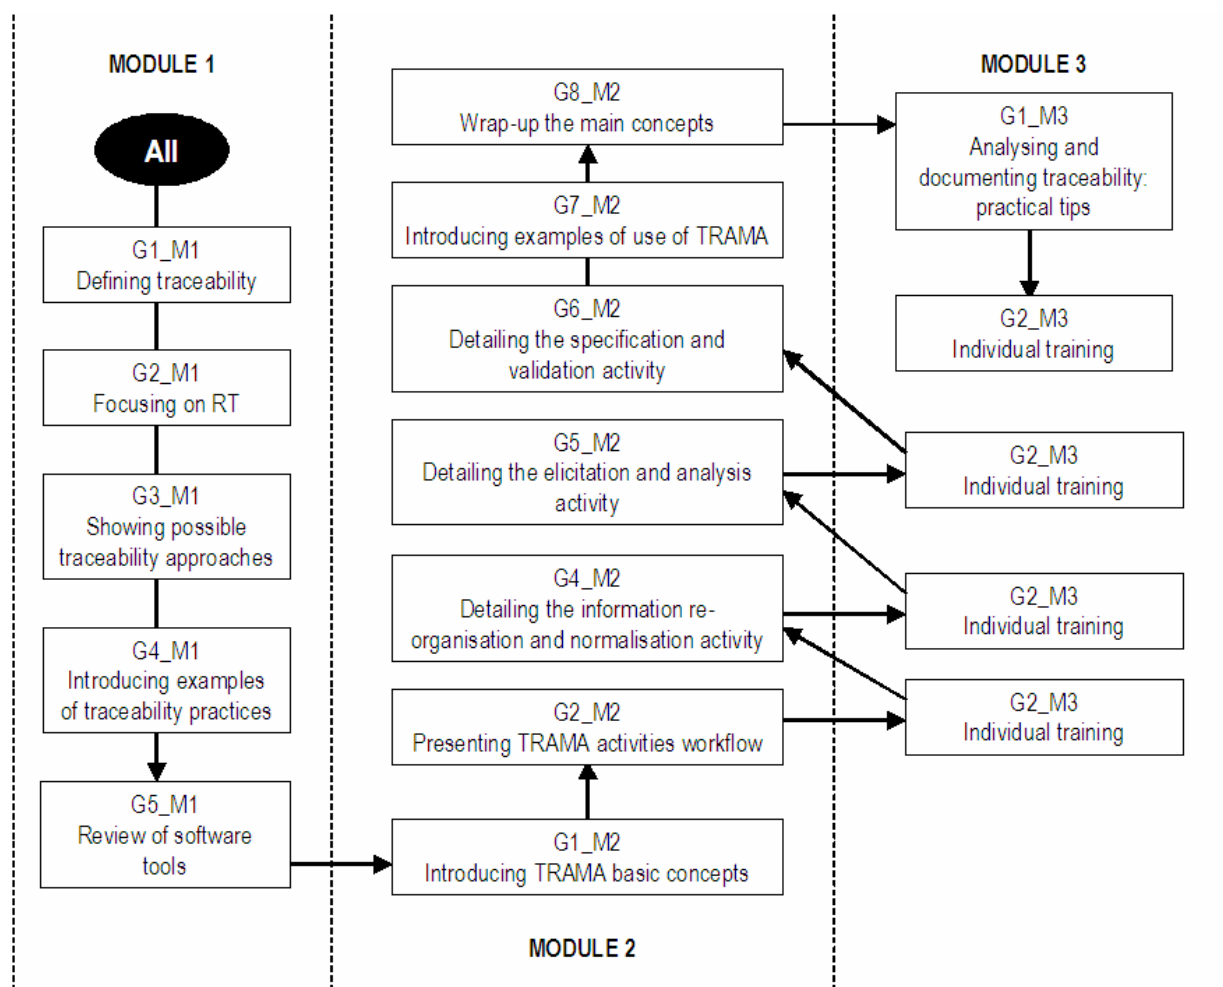 MODULE 1
All
G1_M1
Defining traceability
G2_M1
Focusing on RT
G3_M1
Showing possible
traceability approaches
G4_M1
Introducing examples
of traceability practices
G5_M1
Review of software
tools
G8_M2
Wrap-up the main concepts
G7_M2
Introducing examples of use of TRAMA
G6_M2
Detailing the specification and
validation activity
G5_M2
Detailing the elicitation and analysis
activity
G4_M2
Detailing the information re-
organisation and normalisation activity
G2_M2
Presenting TRAMA activities workflow
G1_M2
Introducing TRAMA basic concepts
MODULE 2
MODULE 3
G1_M3
Analysing and
documenting traceability:
practical tips
G2_M3
Individual training
G2_M3
Individual training
G2_M3
Individual training
G2_M3
Individual training